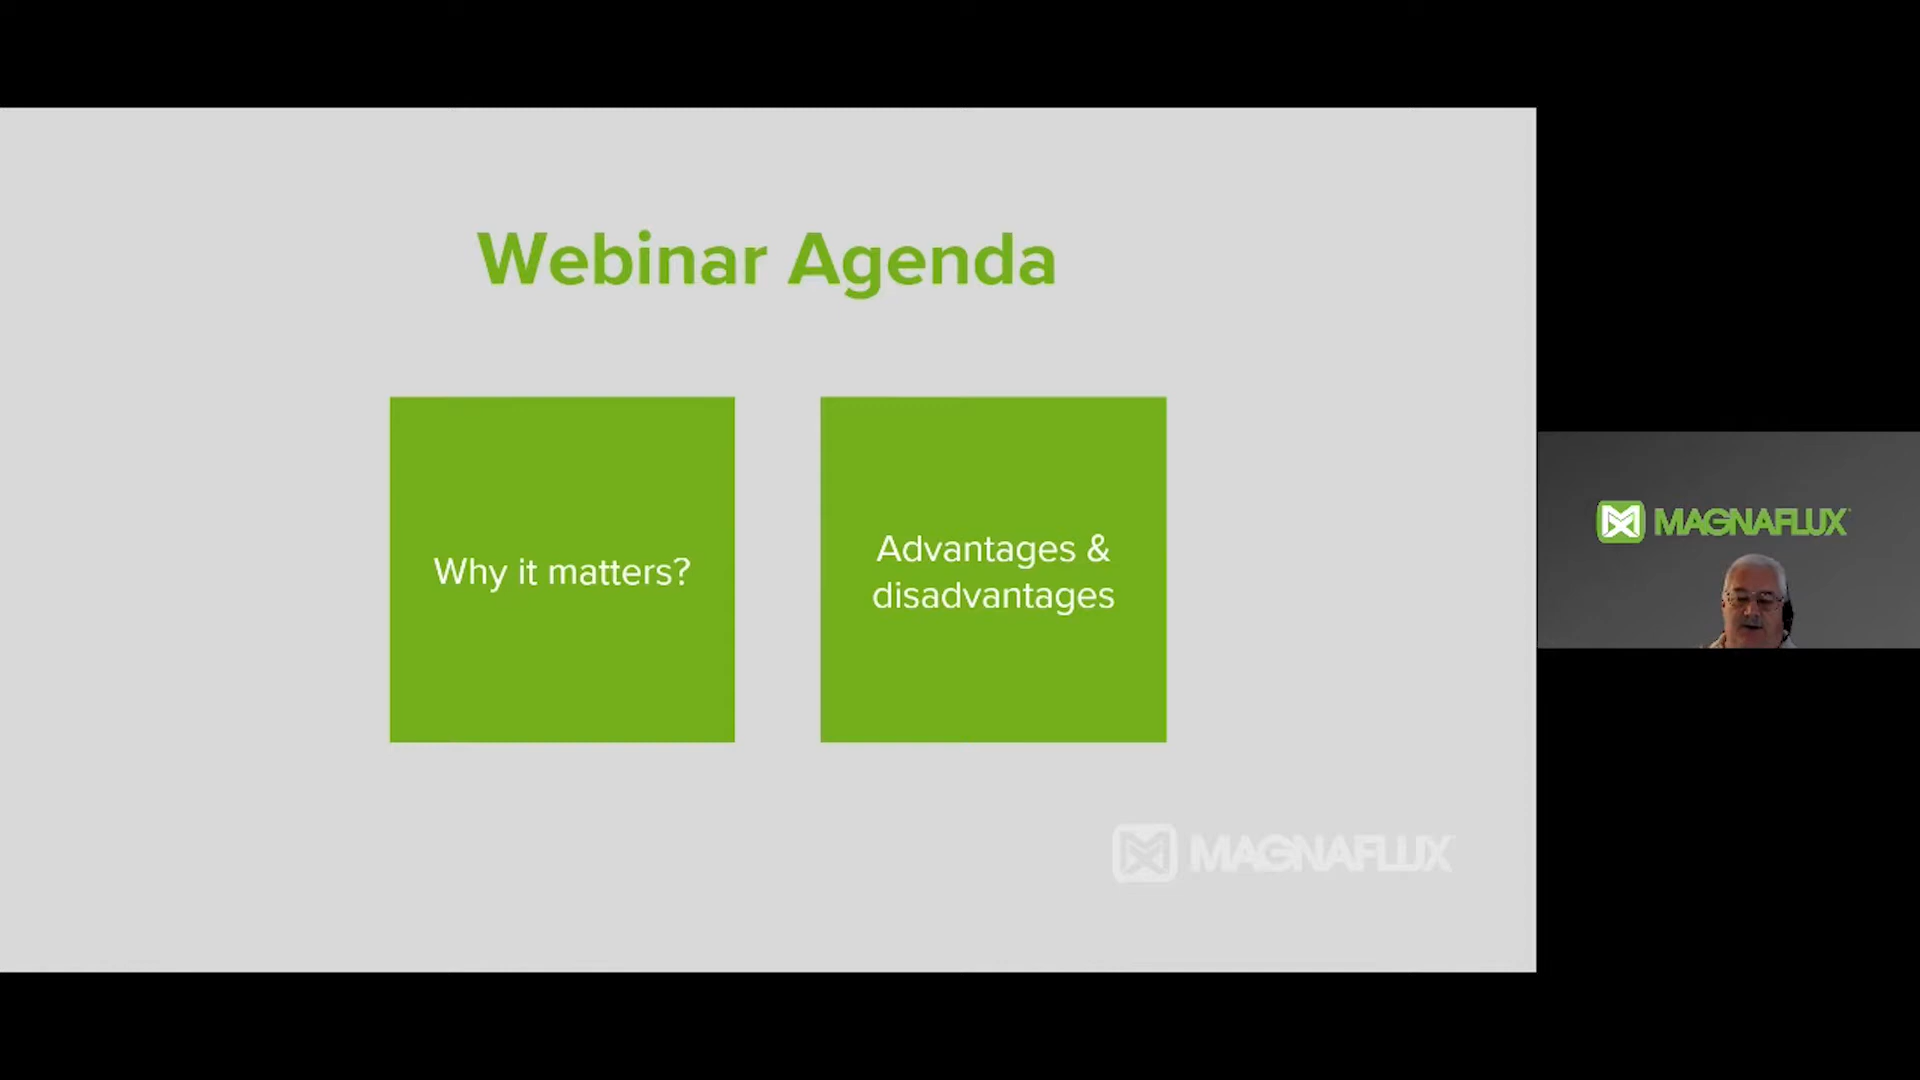 Webinar Agenda
Why it matters?
Advantages &
disadvantages
MAGNAFLUX
MAGNAFLUX